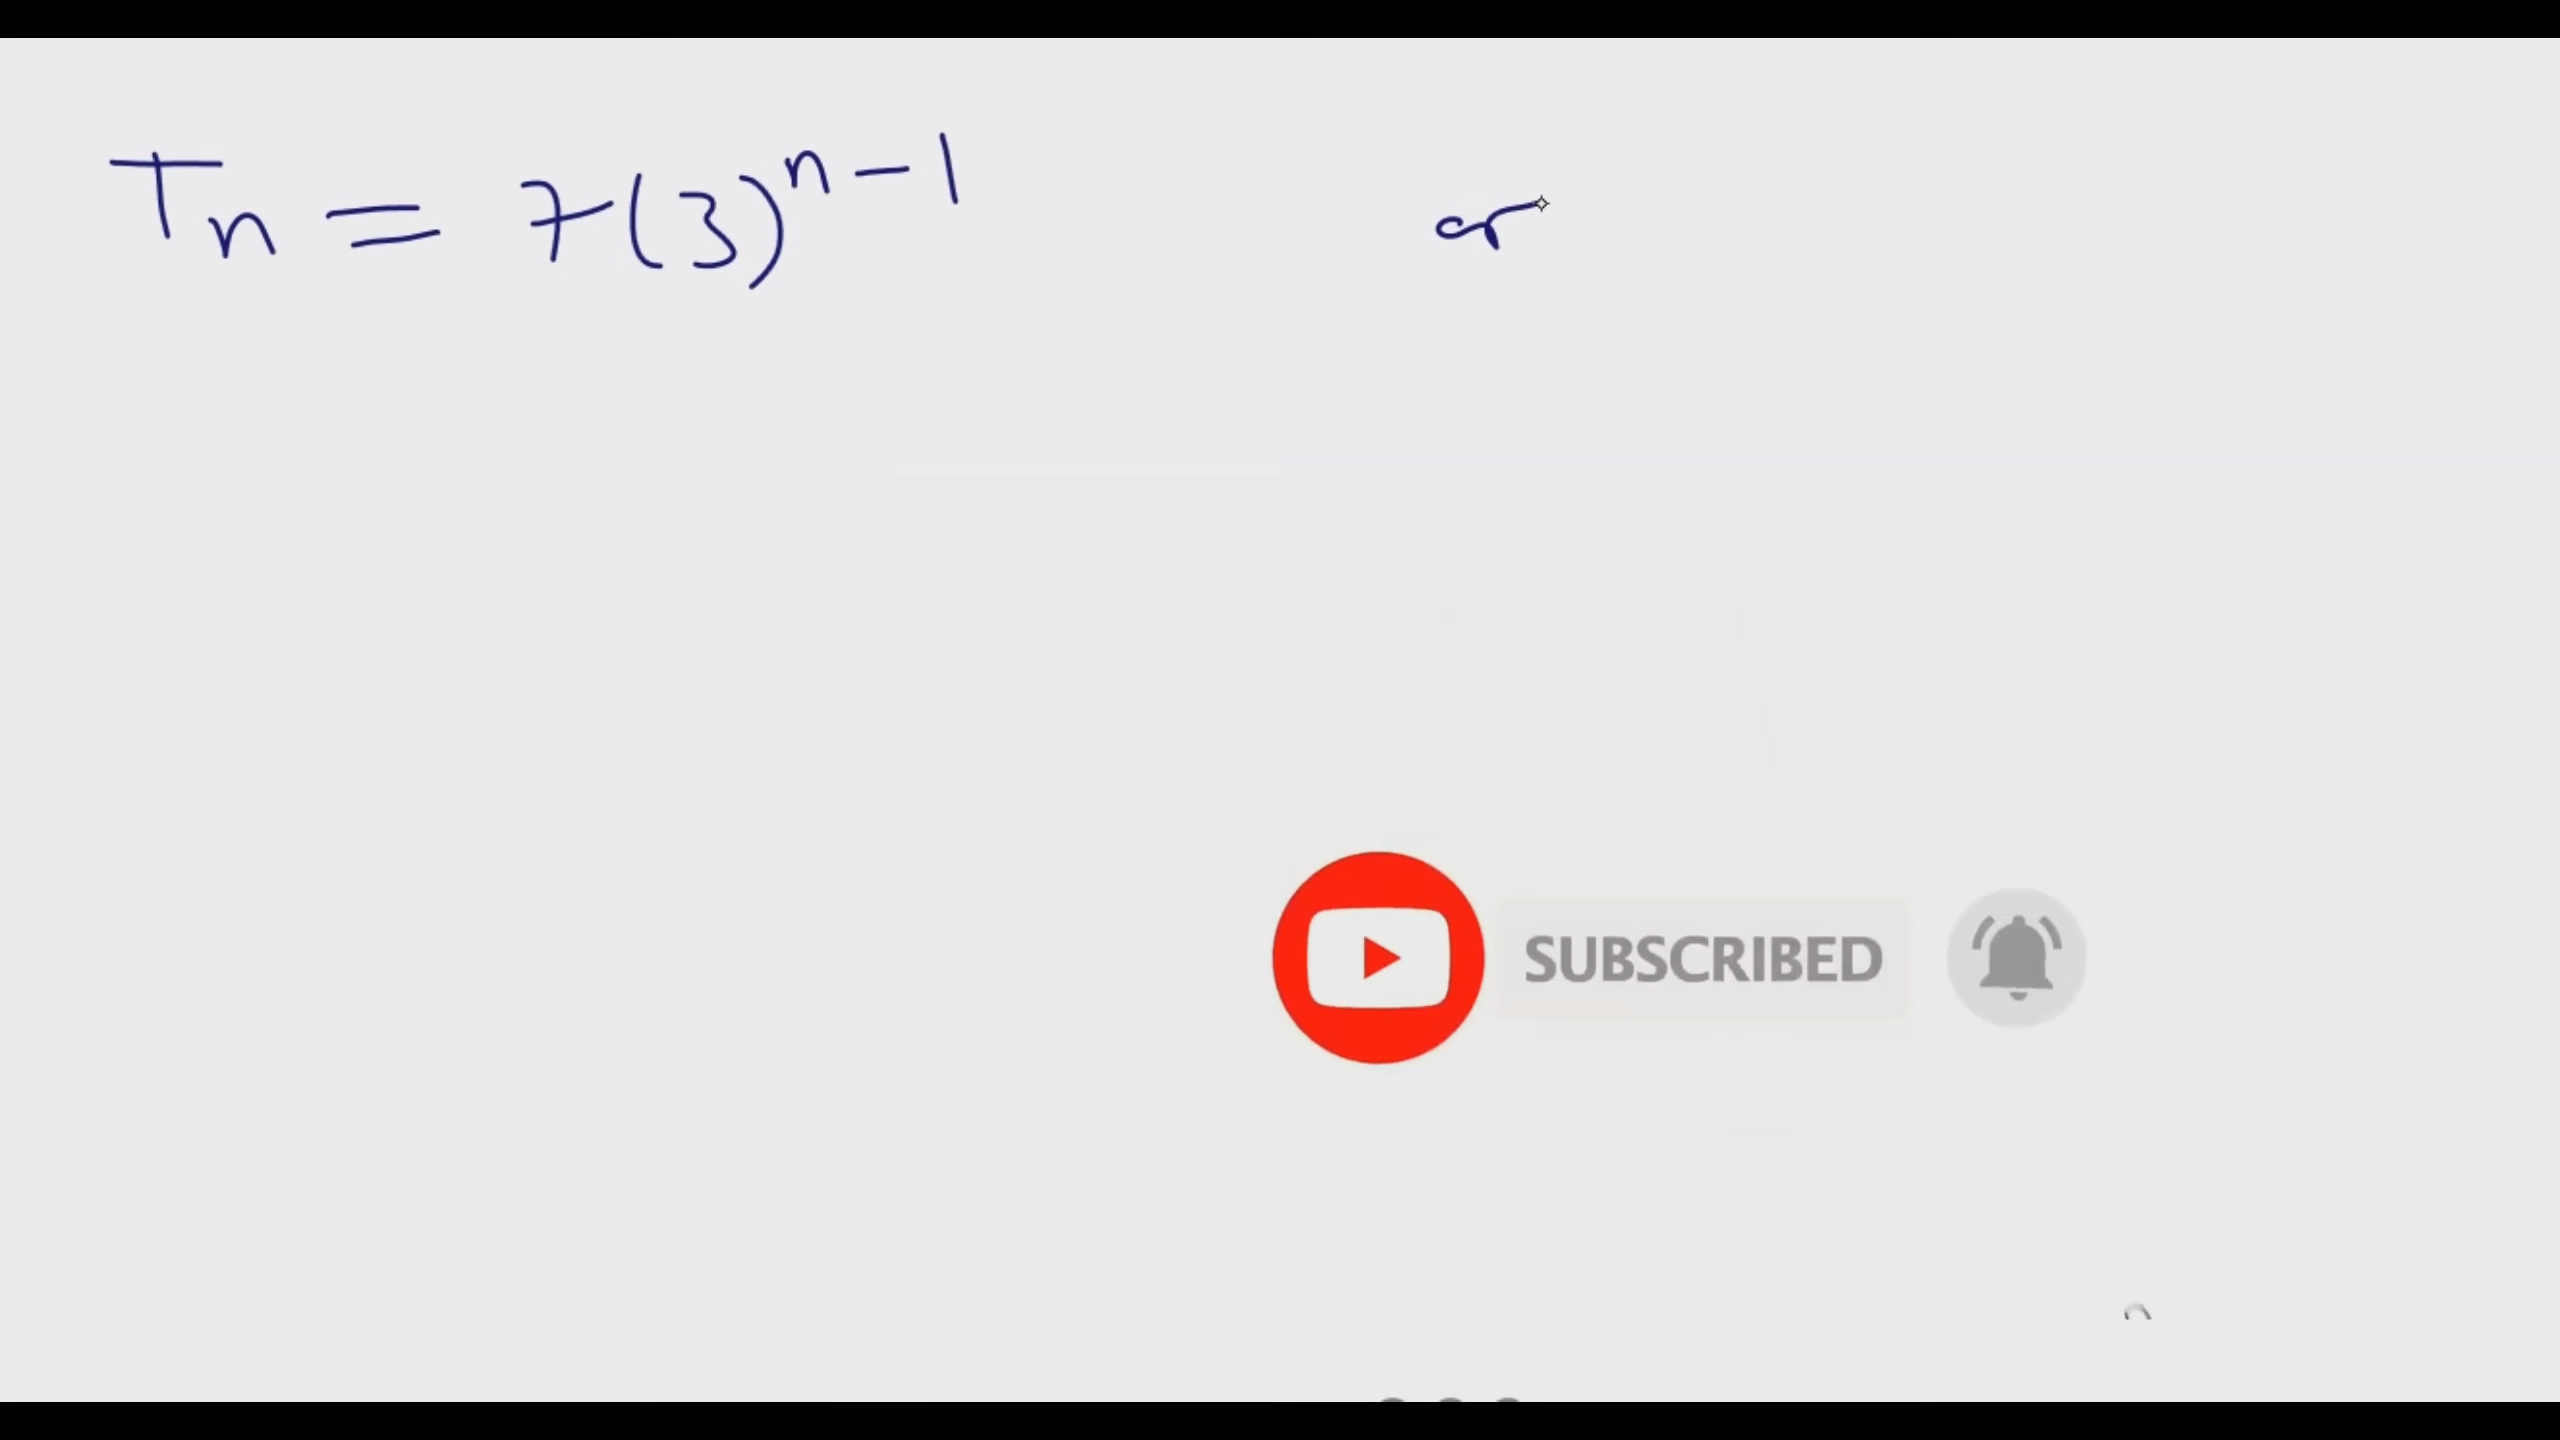 Tn = 7(3)^n-1 or
SUBSCRIBED